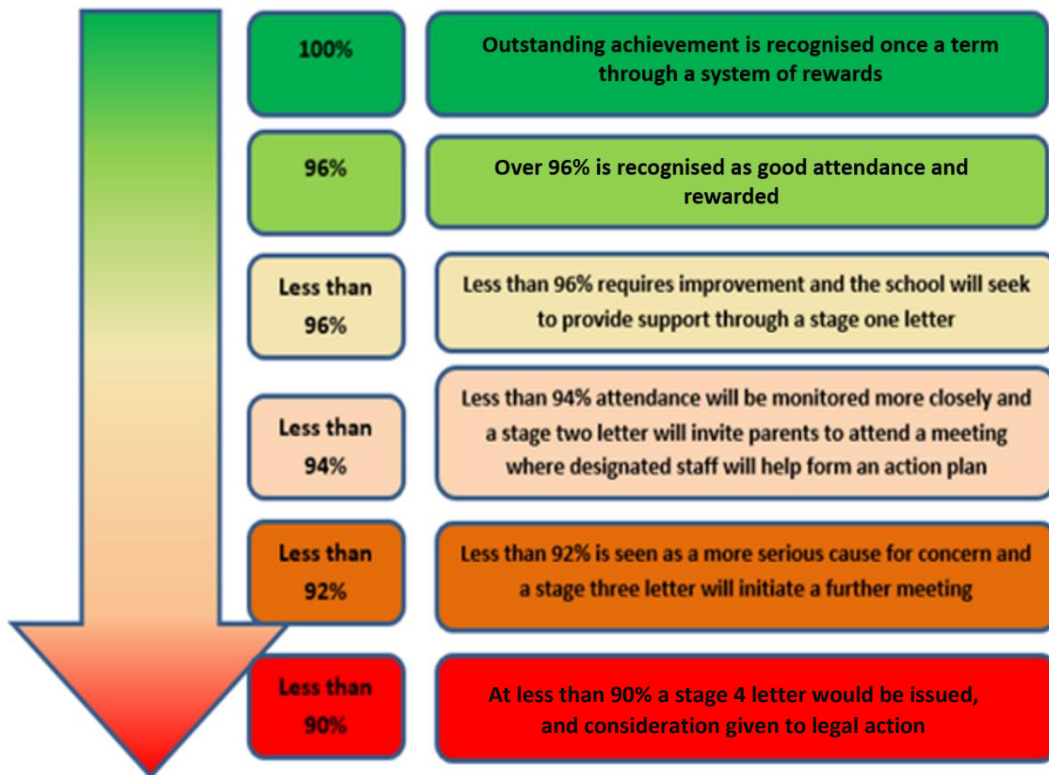 100%
Outstanding achievement is recognised once a term
through a system of rewards
96%
Over 96% is recognised as good attendance and
rewarded
Less than
96%
Less than 96% requires improvement and the school will seek
to provide support through a stage one letter
Less than
94%
Less than 94% attendance will be monitored more closely and
a stage two letter will invite parents to attend a meeting
where designated staff will help form an action plan
Less than
92%
Less than 92% is seen as a more serious cause for concern and
a stage three letter will initiate a further meeting
Less than
90%
At less than 90% a stage 4 letter would be issued,
and consideration given to legal action